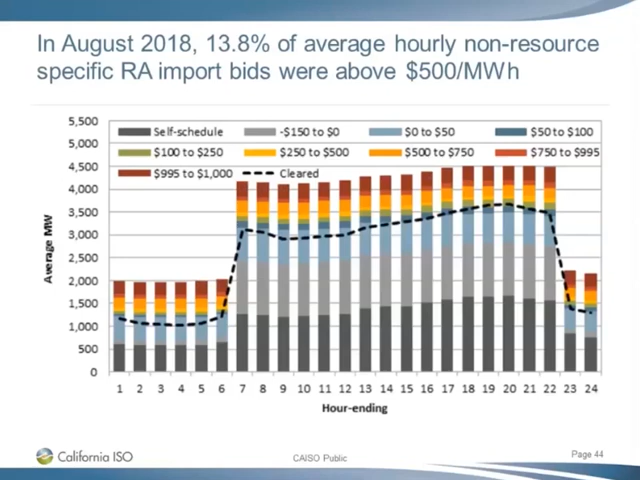 In August 2018, 13.8% of average hourly non-resource
specific RA import bids were above $500/MWh
5,500
5,000
4,500
4,000
3,500
3,000
2,500
2,000
1,500
1,000
500
0
Average MW
Self-schedule -$150 to $0 $0 to $50 $50 to $100
$100 to $250 $250 to $500 $500 to $750 $750 to $995
$995 to $1,000 Cleared
1 2 3 4 5 6 7 8 9 10 11 12 13 14 15 16 17 18 19 20 21 22 23 24
Hour-ending
California ISO
CAISO Public
Page 44